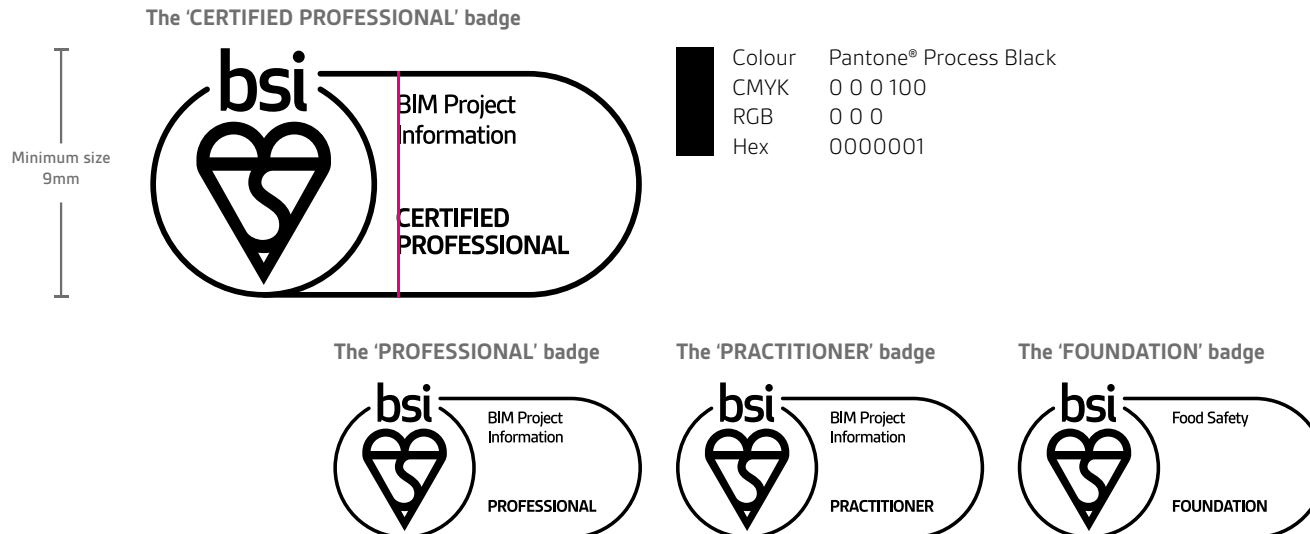 The ‘CERTIFIED PROFESSIONAL’ badge
Minimum size
9mm
bsi
BIM Project
Information
CERTIFIED
PROFESSIONAL
Colour Pantone® Process Black
CMYK 0 0 0 100
RGB 0 0 0
Hex 0000001
The ‘PROFESSIONAL’ badge
bsi
BIM Project
Information
PROFESSIONAL
The ‘PRACTITIONER’ badge
bsi
BIM Project
Information
PRACTITIONER
The ‘FOUNDATION’ badge
bsi
Food Safety
FOUNDATION